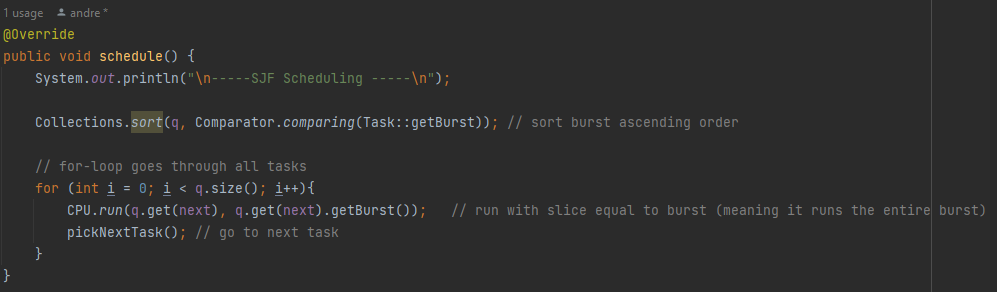 1 usage andre *
@Override
public void schedule() {
    System.out.println("\n-----SJF Scheduling -----\n");

    Collections.sort(q, Comparator.comparing(Task::getBurst)); // sort burst ascending order

    // for-loop goes through all tasks
    for (int i = 0; i < q.size(); i++){
        CPU.run(q.get(next), q.get(next).getBurst());   // run with slice equal to burst (meaning it runs the entire burst)
        pickNextTask(); // go to next task
    }
}